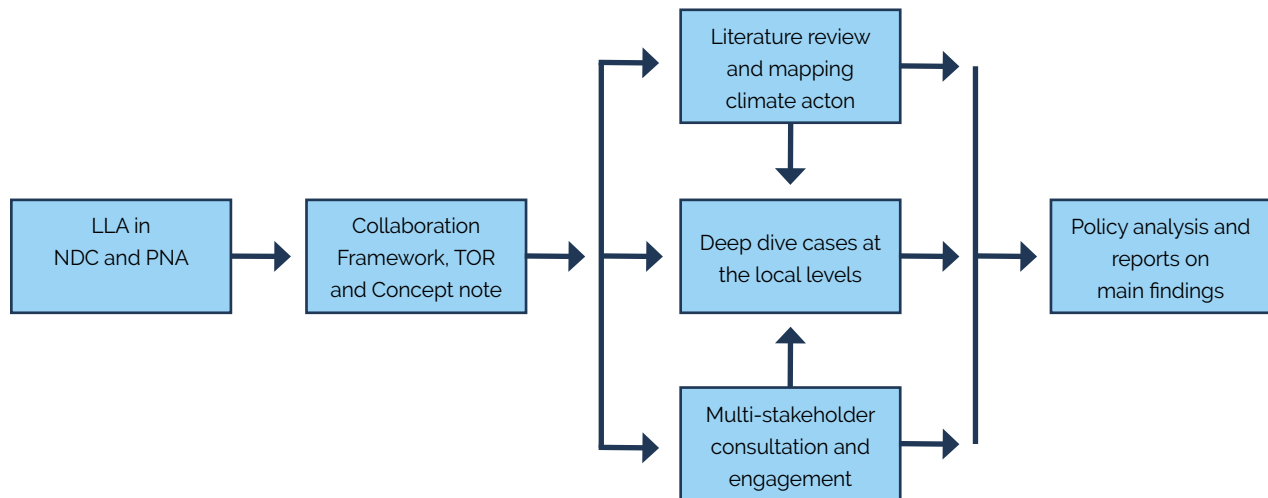 LLA in
NDC and PNA
Collaboration
Framework, TOR
and Concept note
Literature review
and mapping
climate acton
Deep dive cases at
the local levels
Multi-stakeholder
consultation and
engagement
Policy analysis and
reports on
main findings